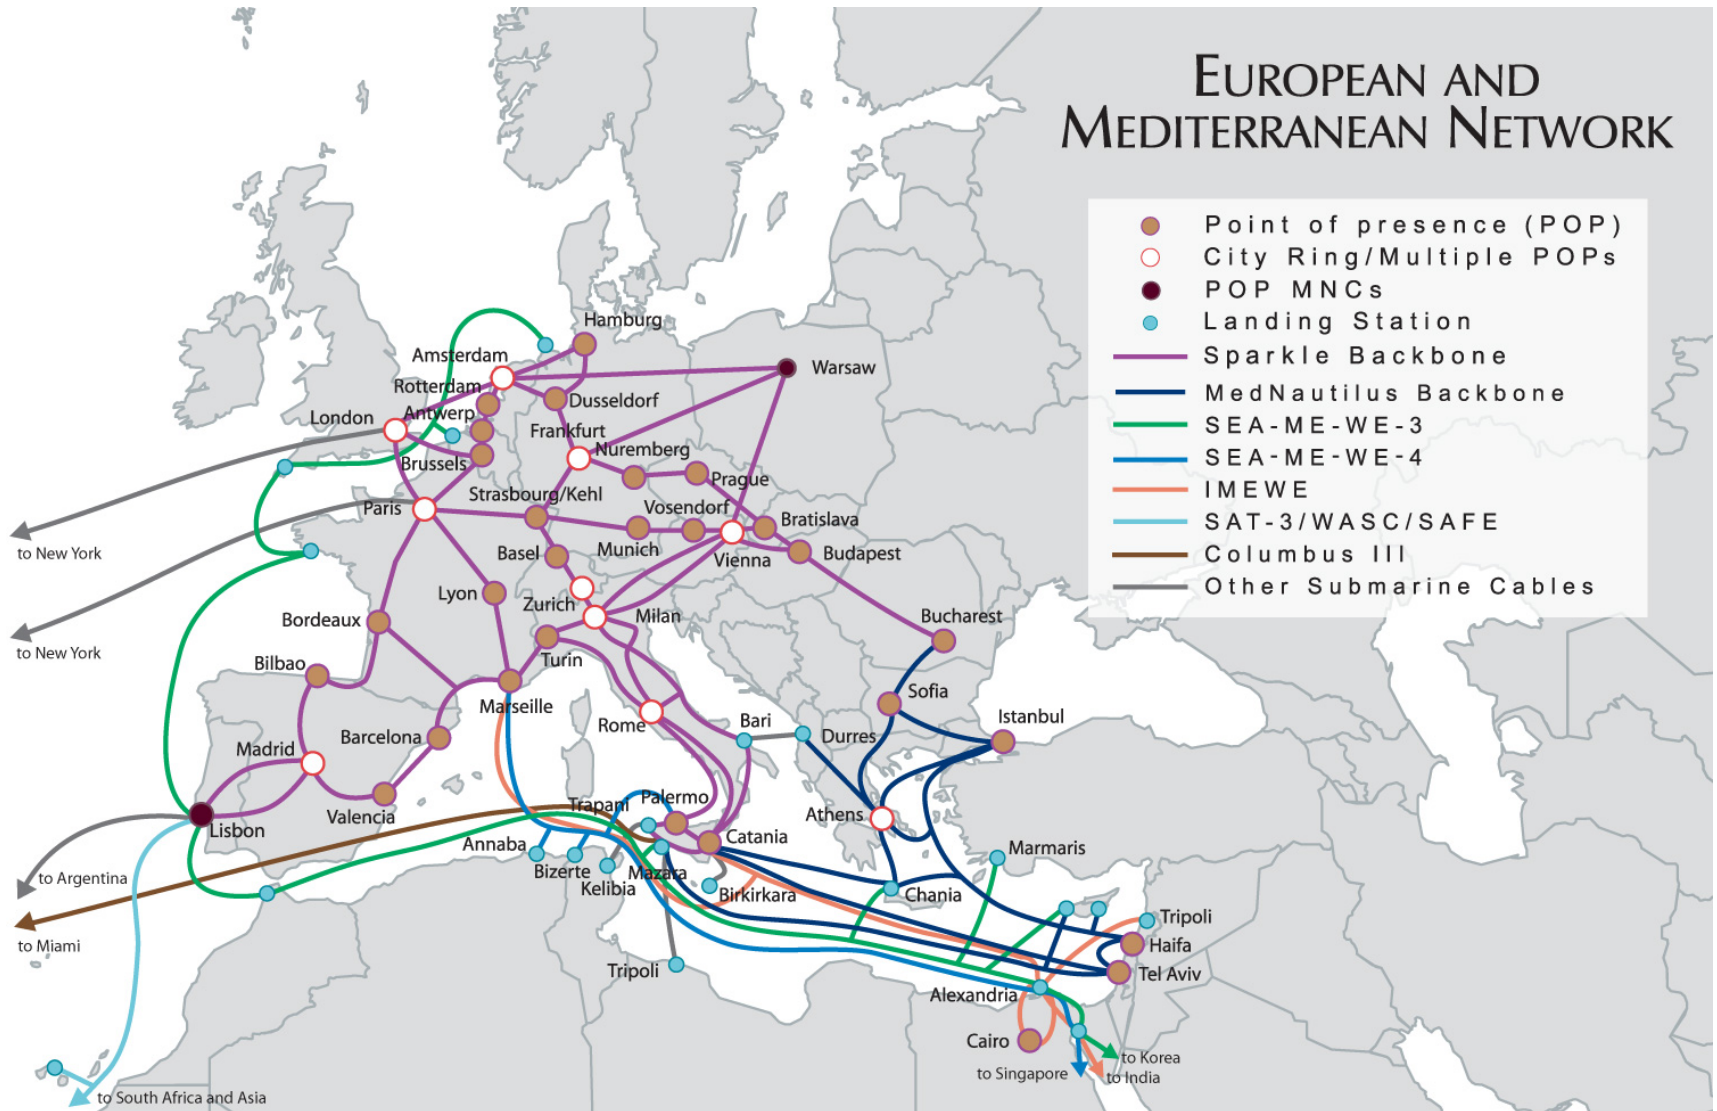 EUROPEAN AND
MEDITERRANEAN NETWORK
Point of presence (POP)
City Ring/Multiple POPs
POP MNCs
Landing Station
Sparkle Backbone
MedNautilus Backbone
SEA-ME-WE-3
SEA-ME-WE-4
IMEWE
SAT-3/WASC/SAFE
Columbus III
Other Submarine Cables
Hamburg
Amsterdam
Warsaw
Rotterdam
Dusseldorf
London
Antwerp
Frankfurt
Nuremberg
Brussels
Prague
Strasbourg/Kehl
Paris
Vosendorf
Bratislava
to New York
Basel
Munich
Vienna
Budapest
Lyon
Zurich
Milan
Bucharest
Bordeaux
to New York
Bilbao
Turin
Sofia
Marseille
Rome
Bari
Istanbul
Madrid
Barcelona
Durres
Trapani
Palermo
Valencia
Lisbon
Athens
Catania
Annaba
Marmaris
Bizerte
Mazara
to Argentina
Kelibia
Birkirkara
Chania
Tripoli
to Miami
Haifa
Tripoli
Tel Aviv
Alexandria
Cairo
to Korea
to Singapore
to India
to South Africa and Asia